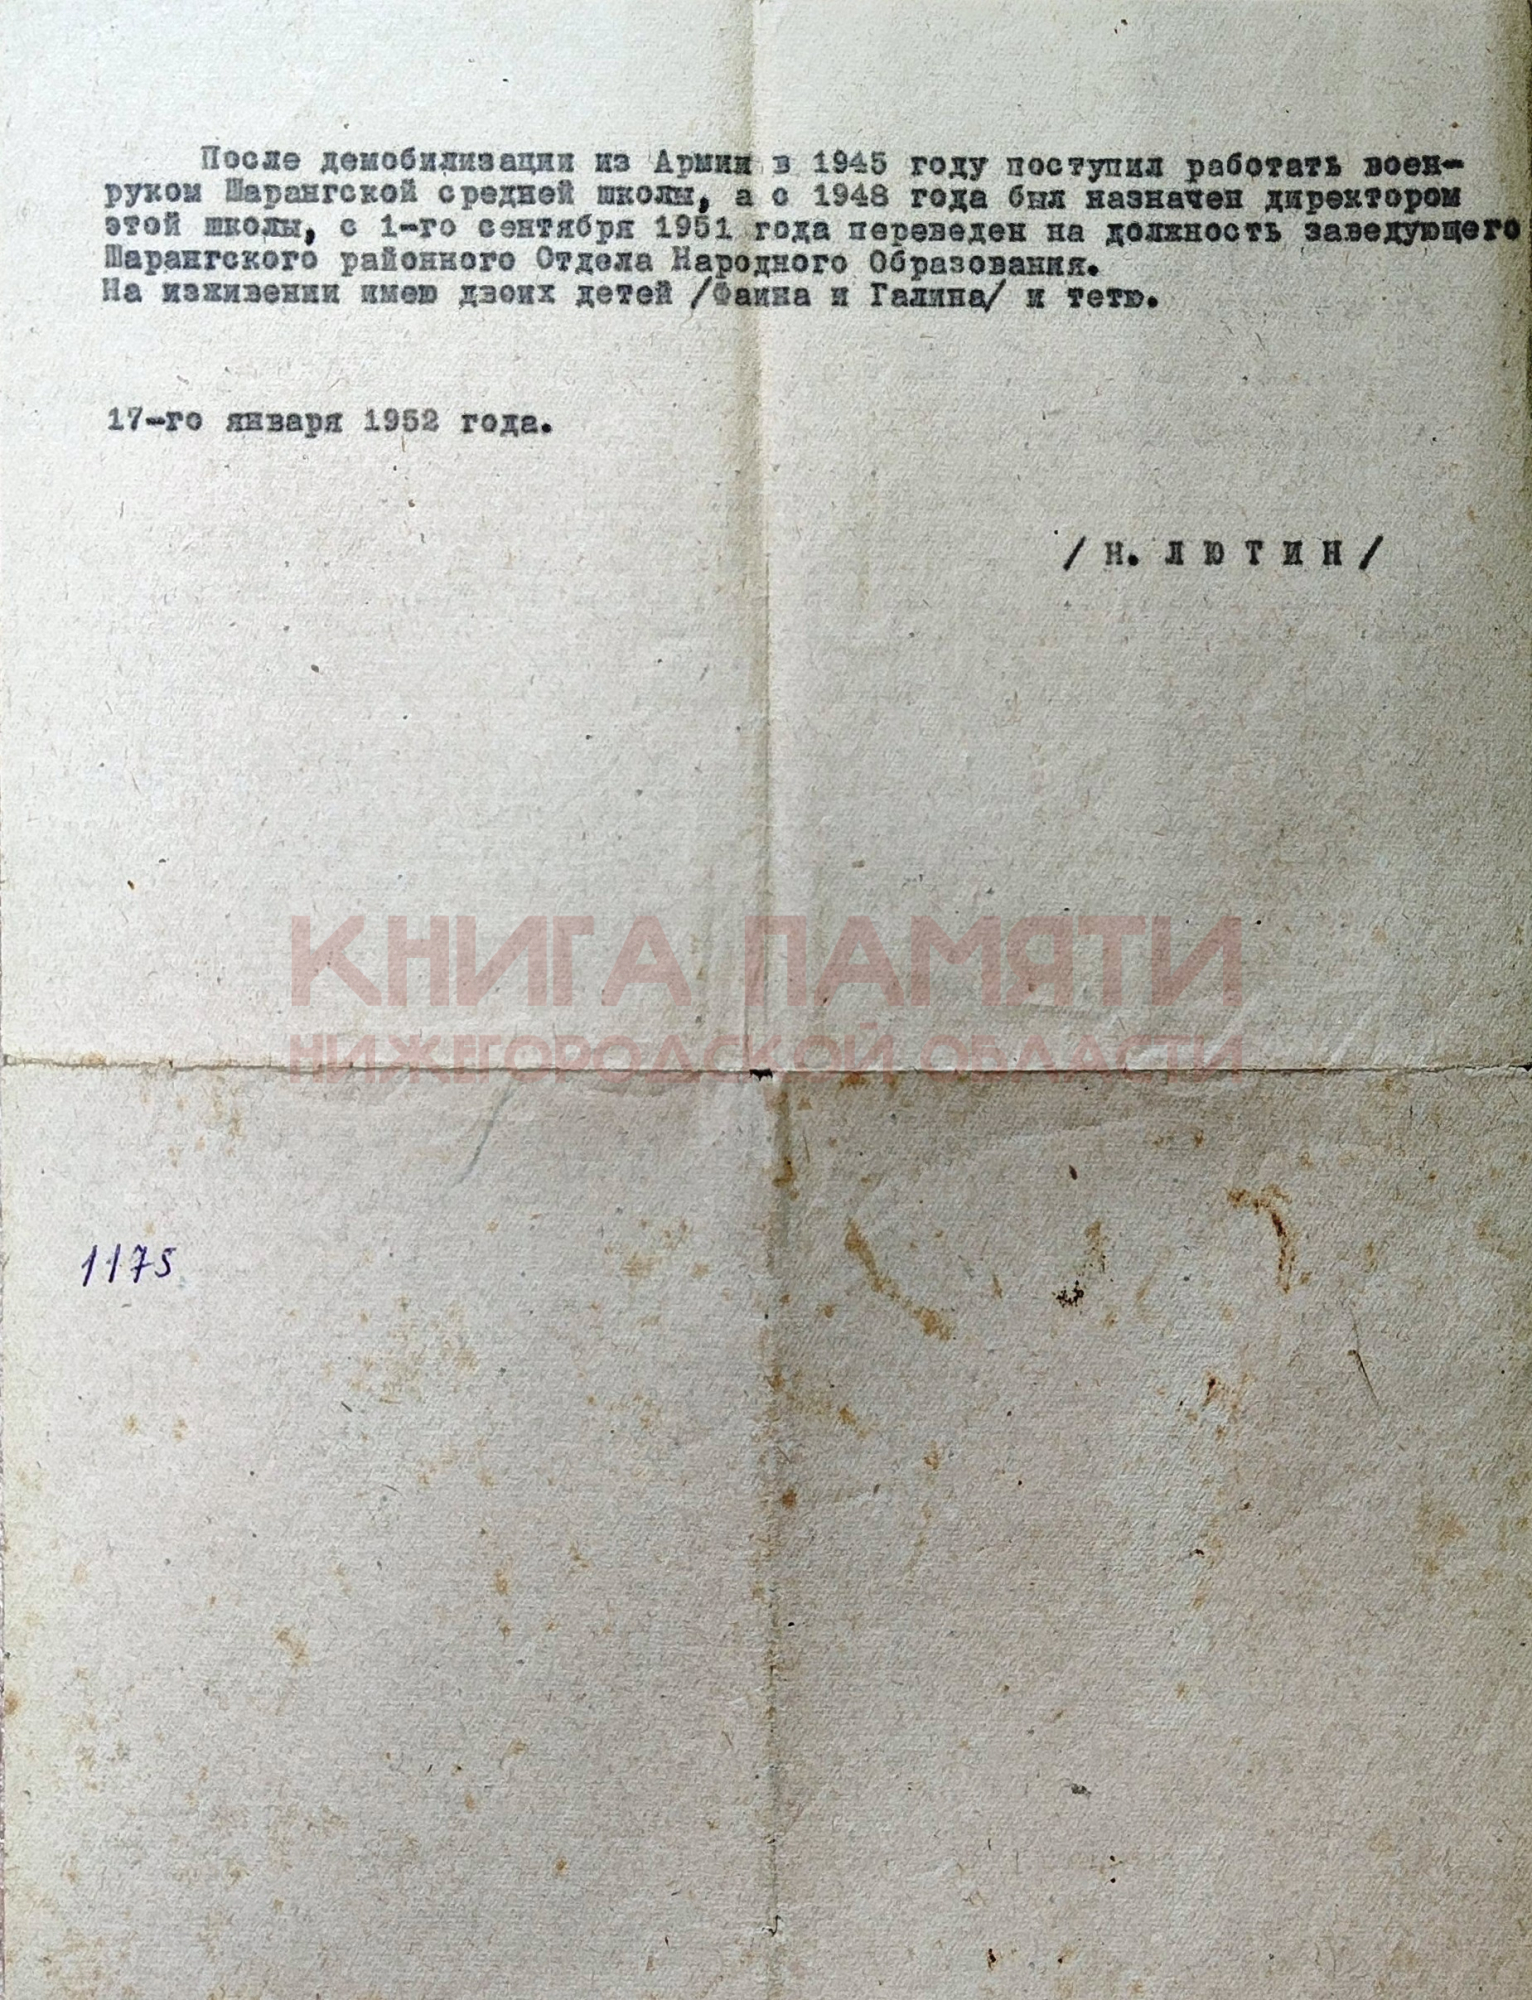 После демобилизации из Армии в 1945 году поступил работать воен-
руком Шарангской средней школы, а с 1948 года был назначен директором
этой школы, с 1-го сентября 1951 года переведен на должность заведующего
Шарангского районного Отдела Народного Образования.
На изживении имею двоих детей /Фаина и Галина/ и тетю.
17-го января 1952 года.
/ Н. ЛЮТИН /
КНИГА ПАМЯТИ
НИЖЕГОРОДСКОЙ ОБЛАСТИ
1175